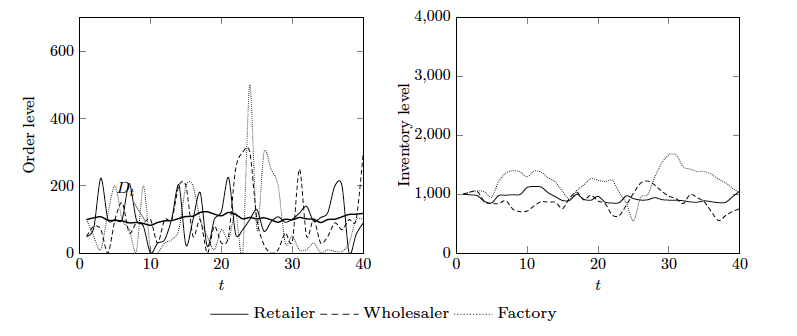 Order level
600
400
200
0
D_t
0 10 20 30 40
t
Inventory level
4,000
3,000
2,000
1,000
0
0 10 20 30 40
t
Retailer Wholesaler Factory